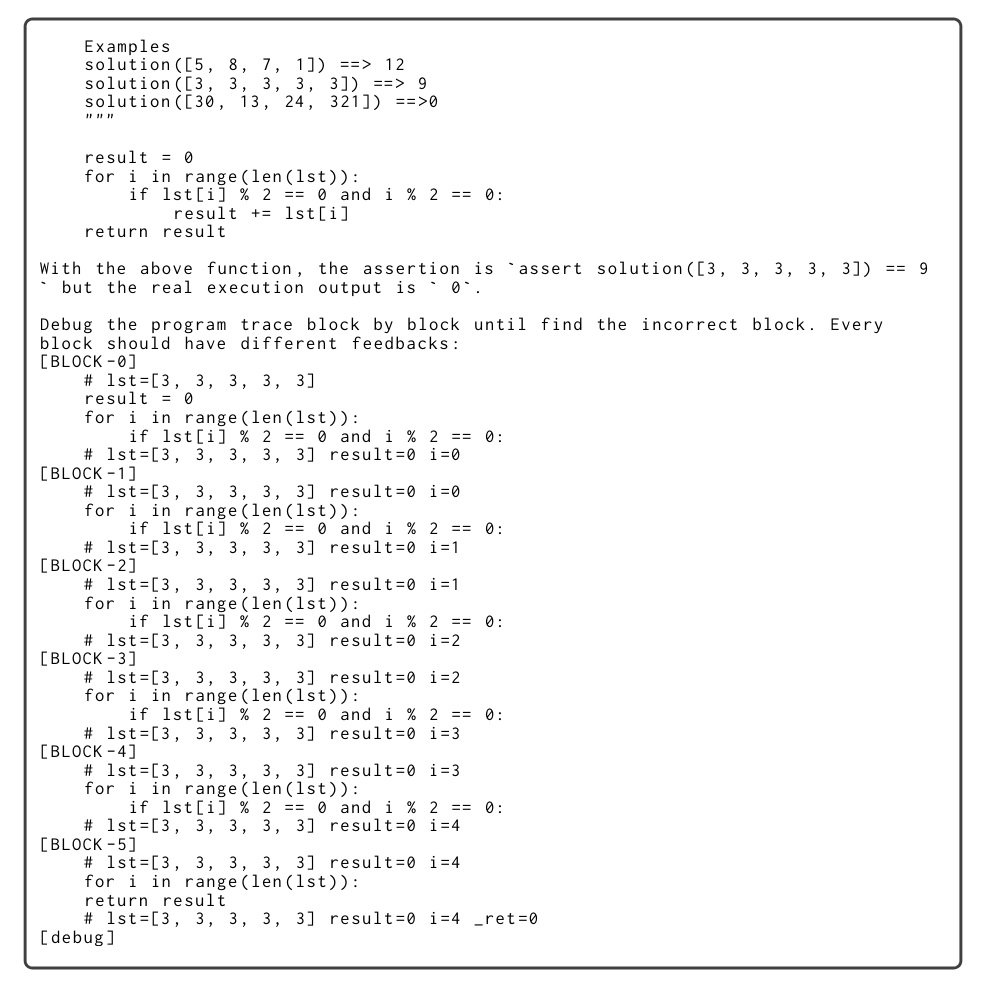 Examples
    solution([5, 8, 7, 1]) ==> 12
    solution([3, 3, 3, 3, 3]) ==> 9
    solution([30, 13, 24, 321]) ==>0
    """

    result = 0
    for i in range(len(lst)):
        if lst[i] % 2 == 0 and i % 2 == 0:
            result += lst[i]
    return result

With the above function, the assertion is `assert solution([3, 3, 3, 3, 3]) == 9
` but the real execution output is ` 0`.

Debug the program trace block by block until find the incorrect block. Every
block should have different feedbacks:
[BLOCK-0]
    # lst=[3, 3, 3, 3, 3]
    result = 0
    for i in range(len(lst)):
        if lst[i] % 2 == 0 and i % 2 == 0:
    # lst=[3, 3, 3, 3, 3] result=0 i=0
[BLOCK-1]
    # lst=[3, 3, 3, 3, 3] result=0 i=0
    for i in range(len(lst)):
        if lst[i] % 2 == 0 and i % 2 == 0:
    # lst=[3, 3, 3, 3, 3] result=0 i=1
[BLOCK-2]
    # lst=[3, 3, 3, 3, 3] result=0 i=1
    for i in range(len(lst)):
        if lst[i] % 2 == 0 and i % 2 == 0:
    # lst=[3, 3, 3, 3, 3] result=0 i=2
[BLOCK-3]
    # lst=[3, 3, 3, 3, 3] result=0 i=2
    for i in range(len(lst)):
        if lst[i] % 2 == 0 and i % 2 == 0:
    # lst=[3, 3, 3, 3, 3] result=0 i=3
[BLOCK-4]
    # lst=[3, 3, 3, 3, 3] result=0 i=3
    for i in range(len(lst)):
        if lst[i] % 2 == 0 and i % 2 == 0:
    # lst=[3, 3, 3, 3, 3] result=0 i=4
[BLOCK-5]
    # lst=[3, 3, 3, 3, 3] result=0 i=4
    for i in range(len(lst)):
    return result
    # lst=[3, 3, 3, 3, 3] result=0 i=4 _ret=0
[debug]